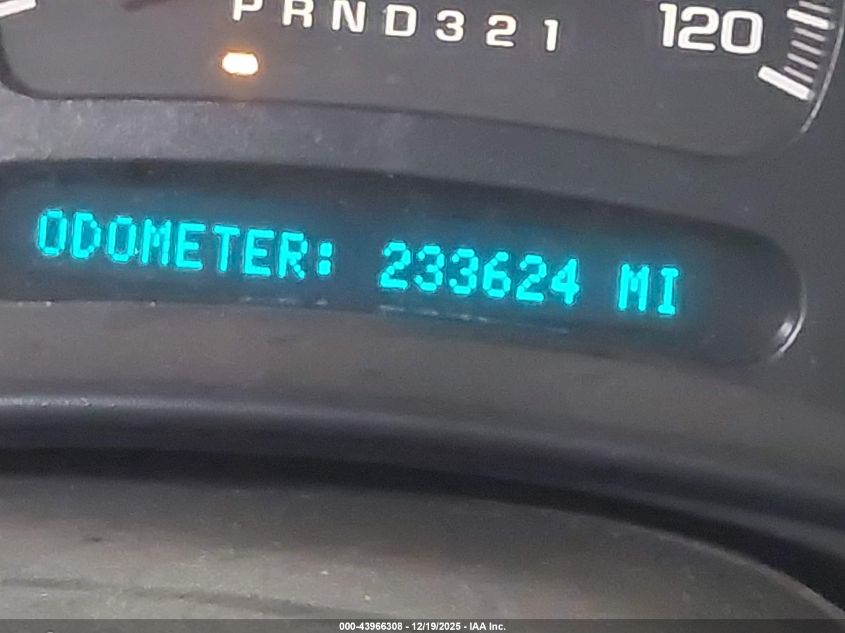 PRND321
120
ODOMETER: 233624 MI
000-43966308 - 12/19/2025 - IAA Inc.